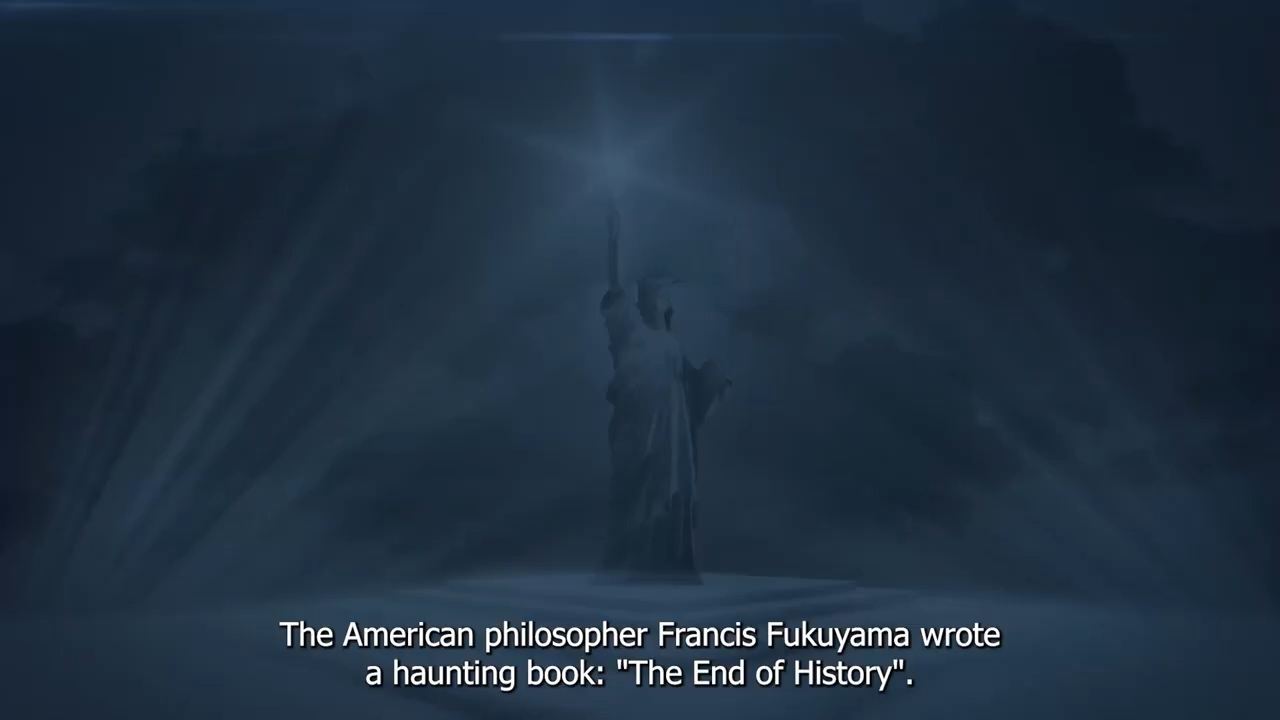 The American philosopher Francis Fukuyama wrote
a haunting book: "The End of History".